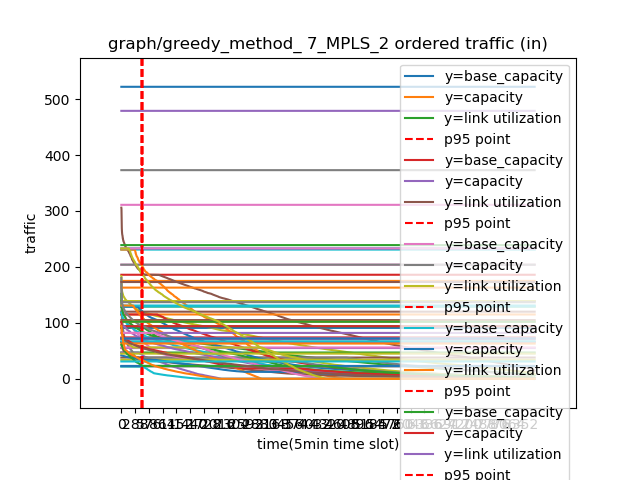 graph/greedy_method_ 7_MPLS_2 ordered traffic (in)
traffic
500
400
300
200
100
0
time(5min time slot)
y=base_capacity
y=capacity
y=link utilization
p95 point
y=base_capacity
y=capacity
y=link utilization
p95 point
y=base_capacity
y=capacity
y=link utilization
p95 point
y=base_capacity
y=capacity
y=link utilization
p95 point
y=base_capacity
y=capacity
y=link utilization
p95 point